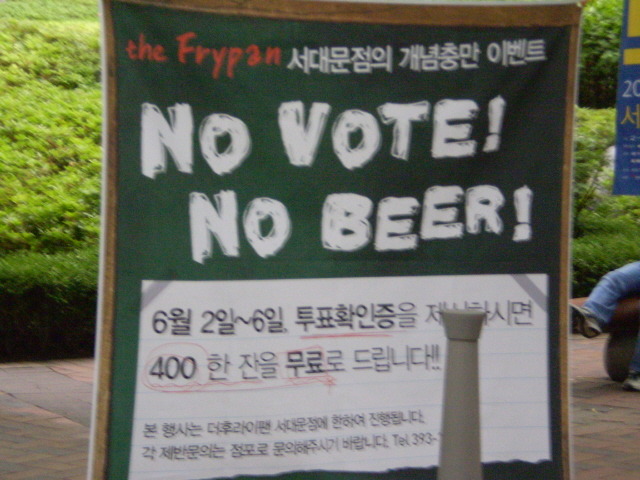 the Frypan 서대문점의 개념충만 이벤트
NO VOTE!
NO BEER!
6월 2일~6일, 투표확인증을
400 한 잔을 무료로 드립니다!!
본 행사는 더후라이팬 서대문점에 한하여 진행됩니다.
각 제반문의는 점포로 문의해주시기 바랍니다. Tel. 393-
20
서